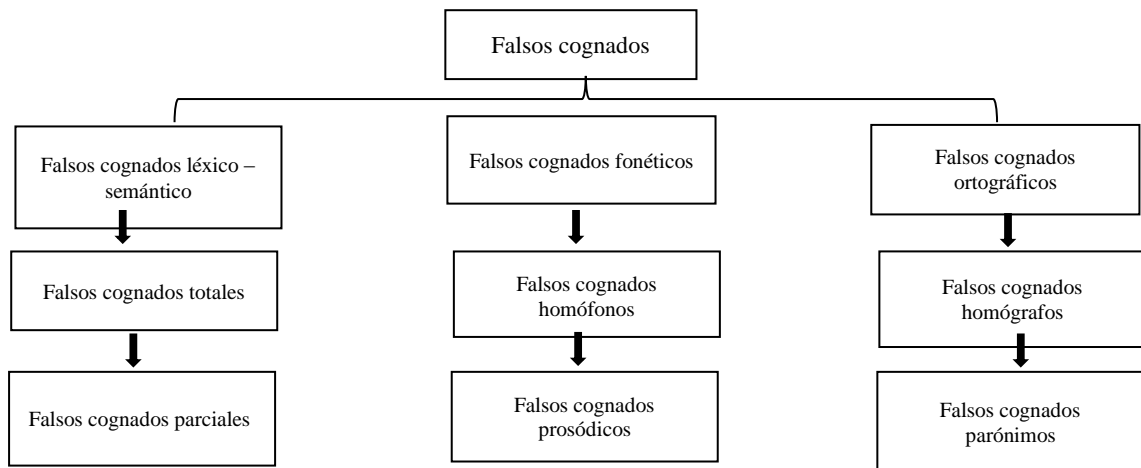 Falsos cognados
Falsos cognados léxico –
semántico
Falsos cognados fonéticos
Falsos cognados
ortográficos
Falsos cognados totales
Falsos cognados
homófonos
Falsos cognados
homógrafos
Falsos cognados parciales
Falsos cognados
prosódicos
Falsos cognados
parónimos